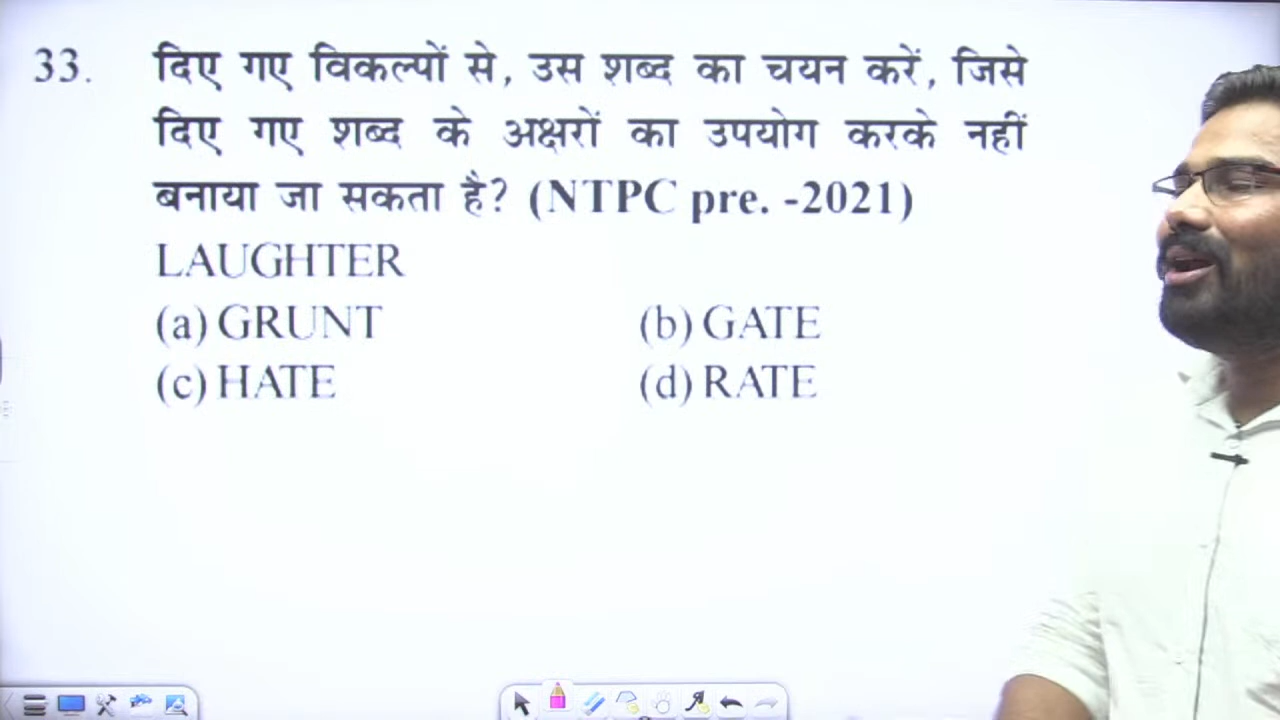 33. दिए गए विकल्पों से, उस शब्द का चयन करें, जिसे
दिए गए शब्द के अक्षरों का उपयोग करके नहीं
बनाया जा सकता है? (NTPC pre. -2021)
LAUGHTER
(a) GRUNT (b) GATE
(c) HATE (d) RATE